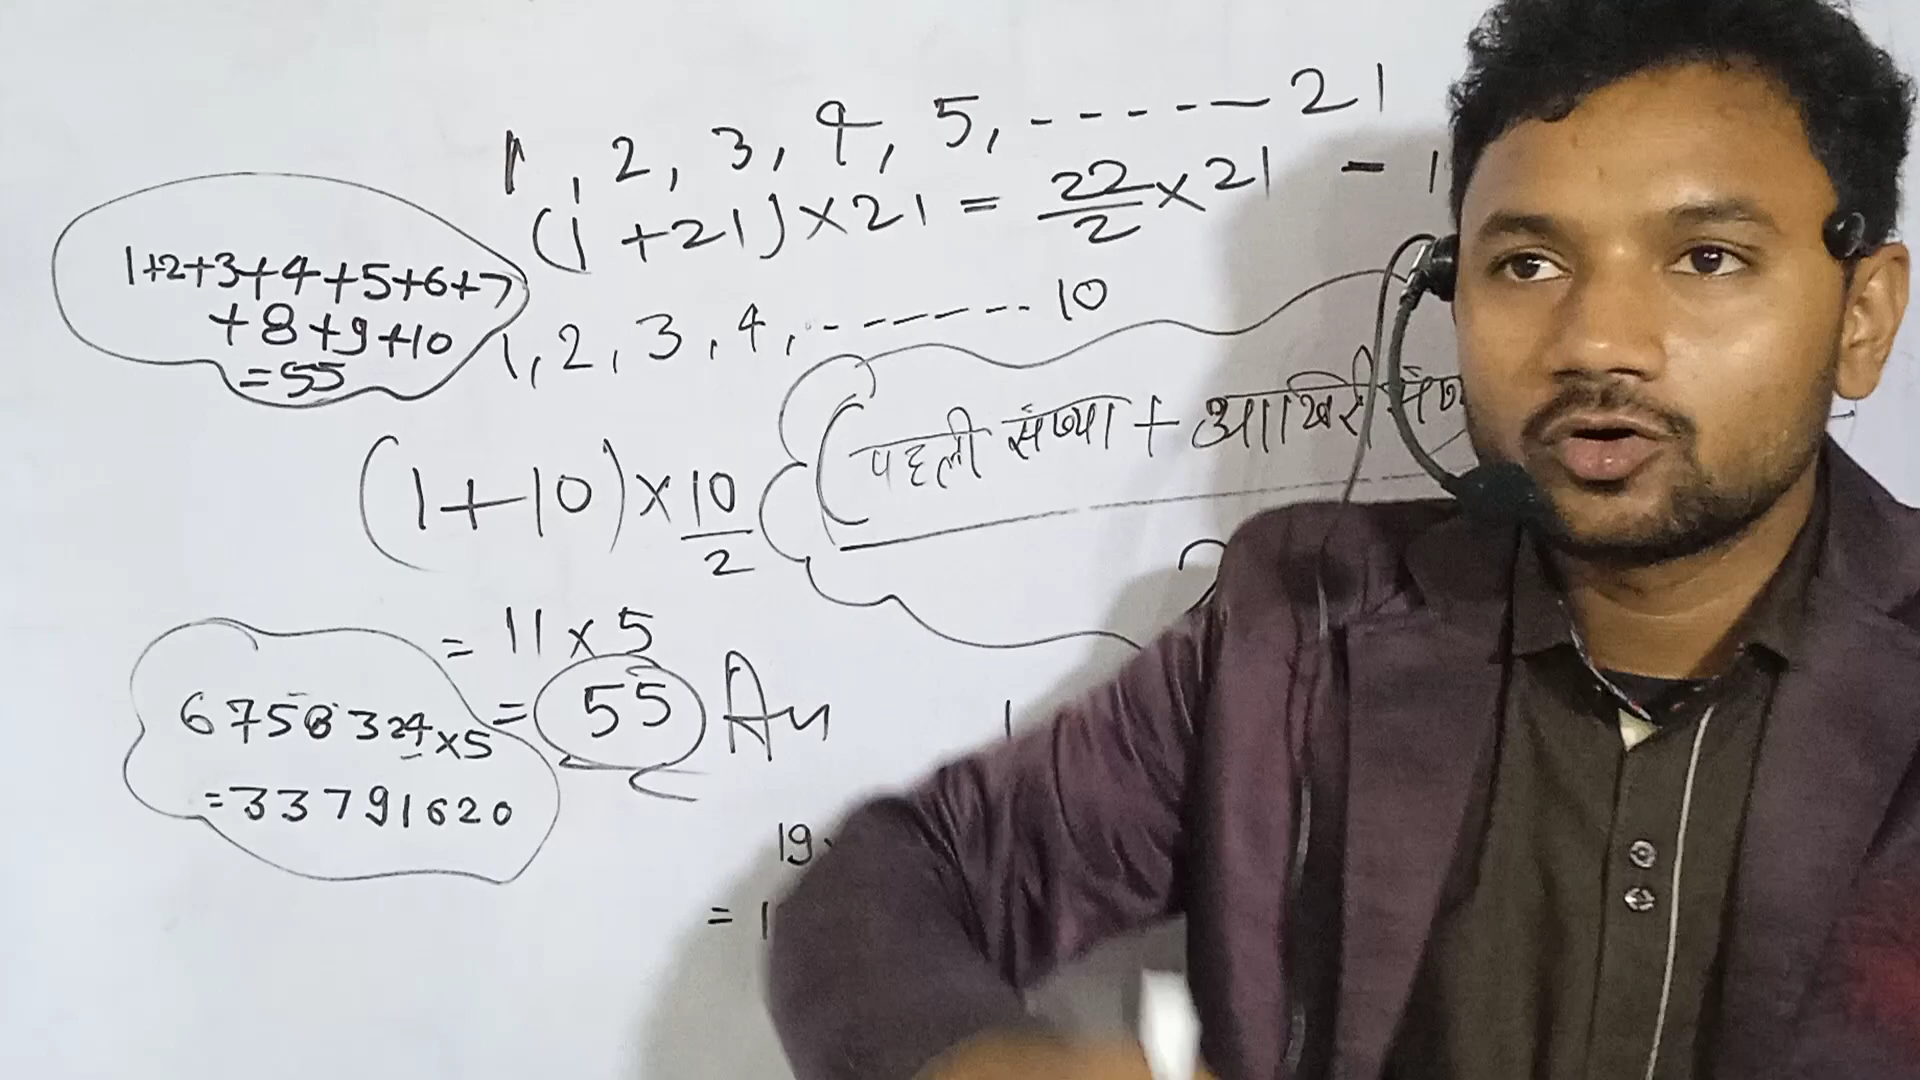 1, 2, 3, 4, 5, ------ 21
(1 + 21) × 21 = 22/2 × 21 - 1
1+2+3+4+5+6+7
+8+9+10
=55
1, 2, 3, 4, ------- 10
(पहली संख्या + आखिरी
(1+10) × 10/2
= 11 × 5
= 55 Ans
6758324×5
=33791620
19
= 1